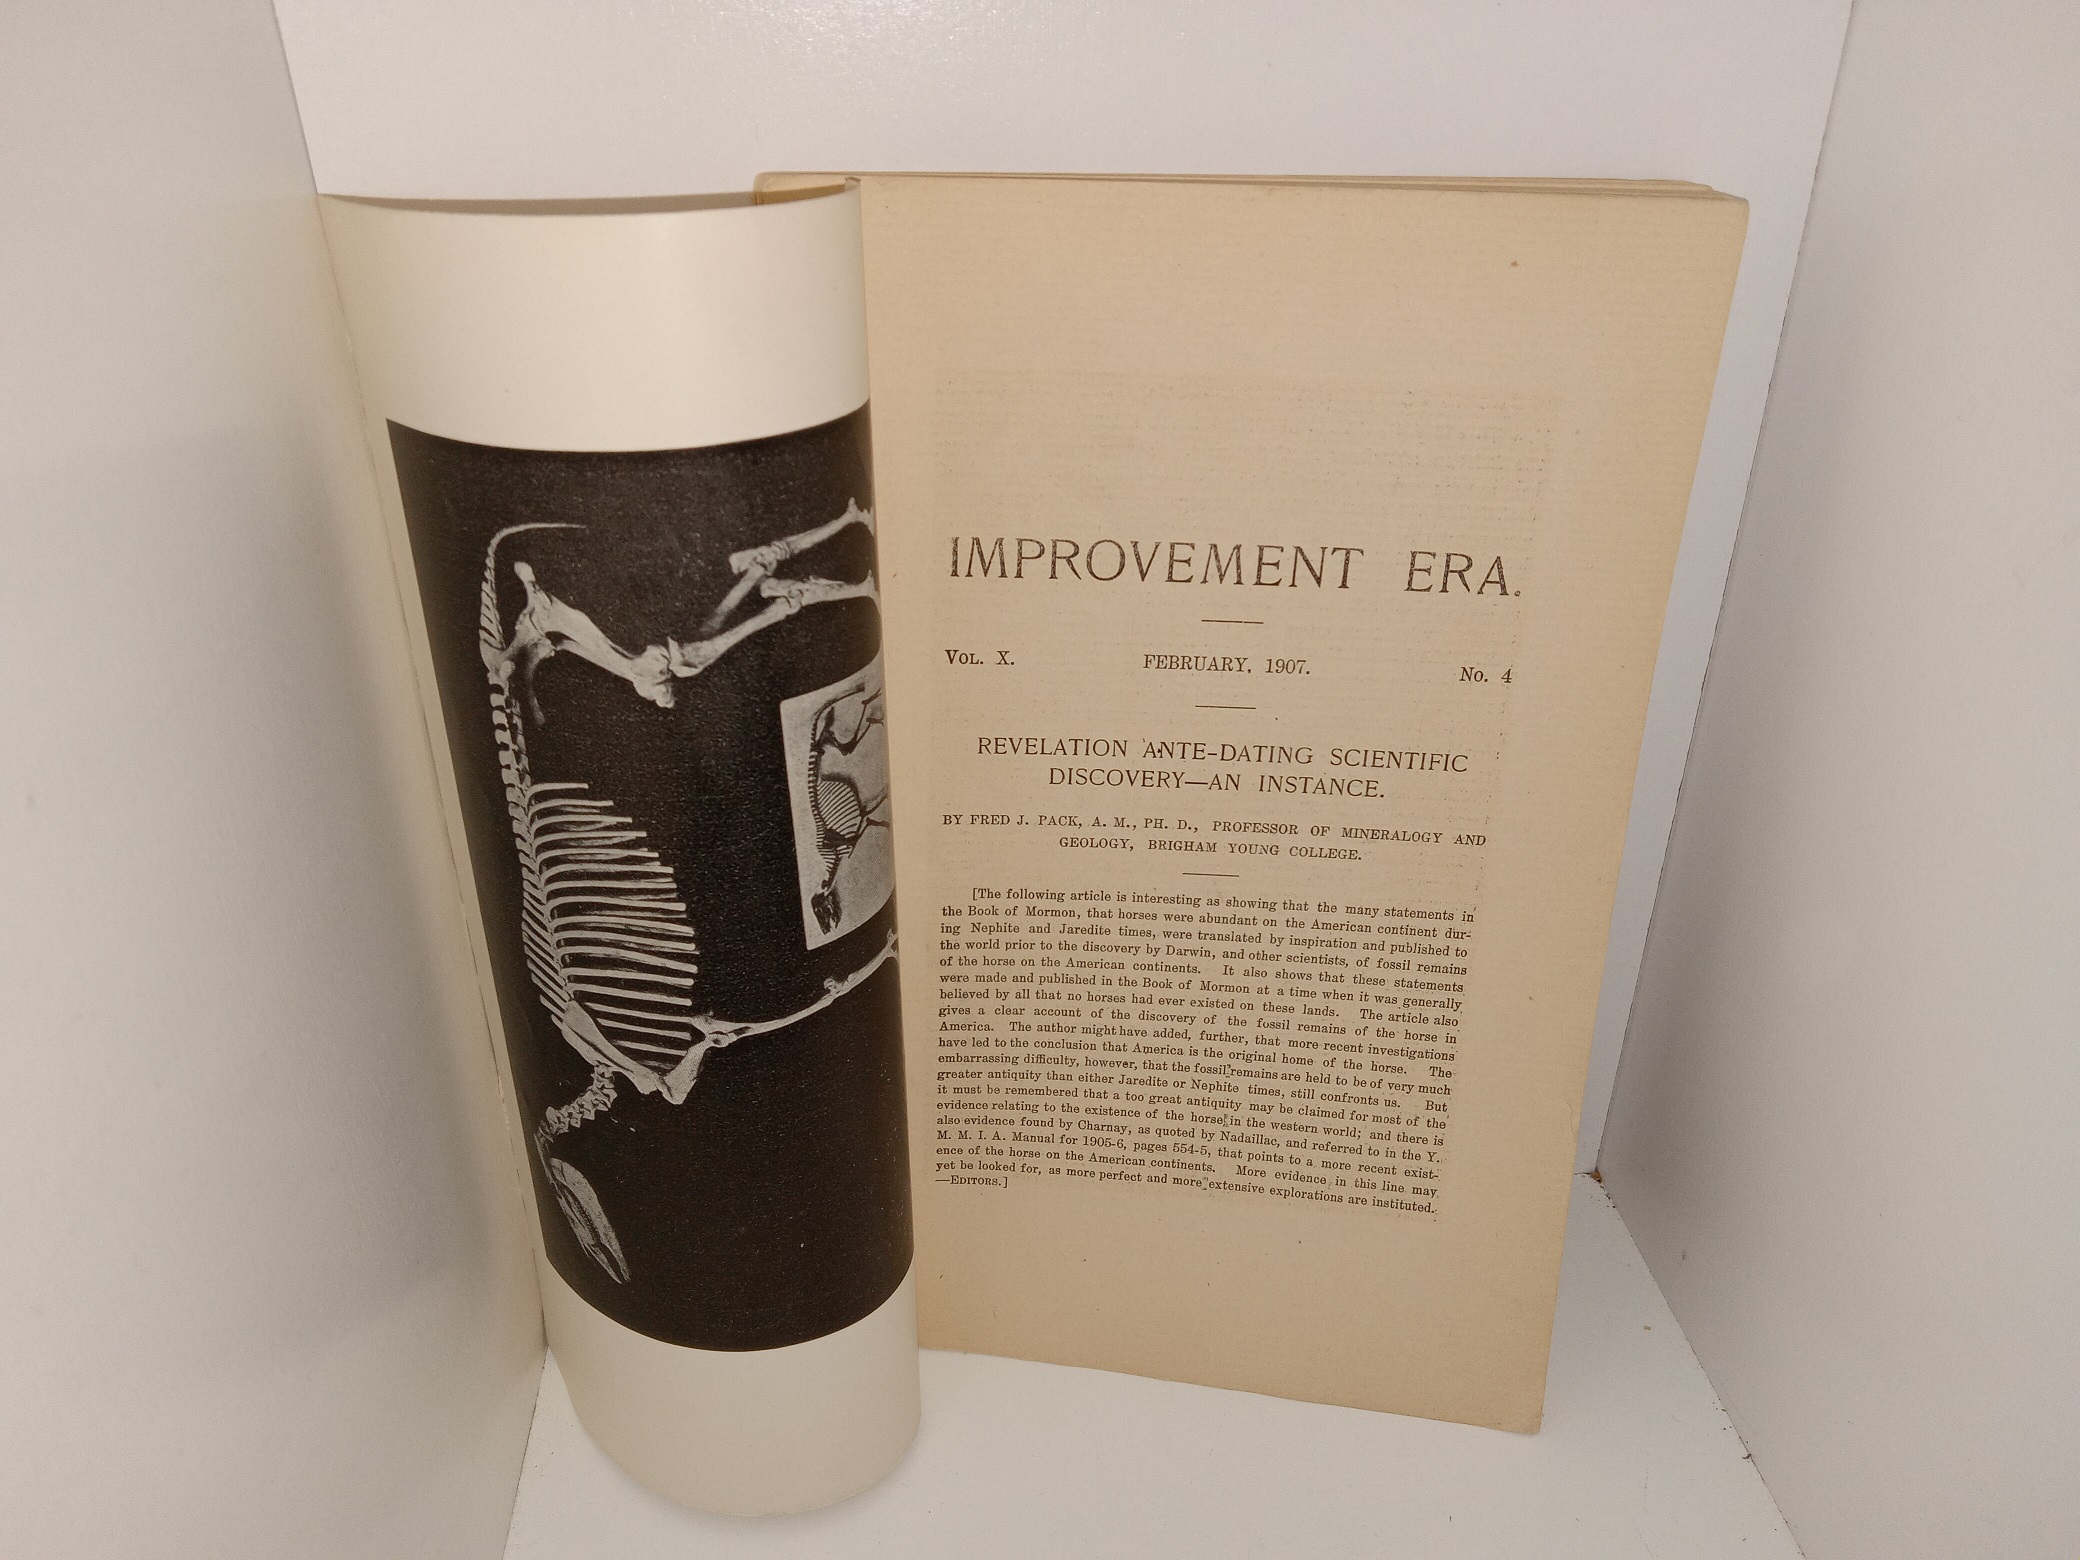 IMPROVEMENT ERA.
VOL. X. FEBRUARY, 1907. No. 4
REVELATION ANTE-DATING SCIENTIFIC
DISCOVERY—AN INSTANCE.
BY FRED J. PACK, A. M., PH. D., PROFESSOR OF MINERALOGY AND
GEOLOGY, BRIGHAM YOUNG COLLEGE.
[The following article is interesting as showing that the many statements in
the Book of Mormon, that horses were abundant on the American continent dur-
ing Nephite and Jaredite times, were translated by inspiration and published to
the world prior to the discovery by Darwin, and other scientists, of fossil remains
of the horse on the American continents. It also shows that these statements
were made and published in the Book of Mormon at a time when it was generally
believed by all that no horses had ever existed on these lands. The article also
gives a clear account of the discovery of the fossil remains of the horse in
America. The author might have added, further, that more recent investigations
have led to the conclusion that America is the original home of the horse. The
embarrassing difficulty, however, that the fossil remains are held to be of very much
greater antiquity than either Jaredite or Nephite times, still confronts us. But
it must be remembered that a too great antiquity may be claimed for most of the
evidence relating to the existence of the horse in the western world; and there is
also evidence found by Charnay, as quoted by Nadaillac, and referred to in the Y.
M. M. I. A. Manual for 1905-6, pages 554-5, that points to a more recent exist-
ence of the horse on the American continents. More evidence in this line may
yet be looked for, as more perfect and more extensive explorations are instituted.
—EDITORS.]